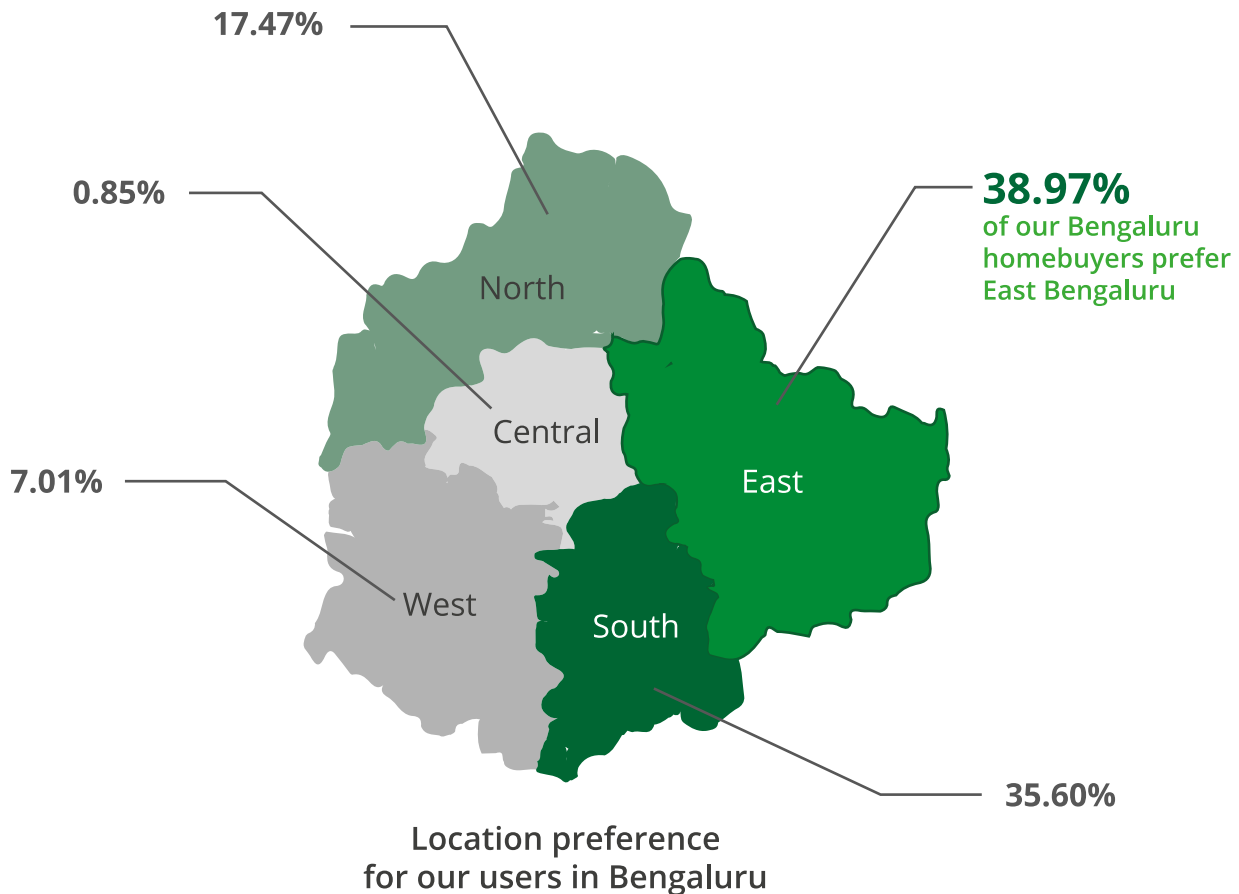 17.47%
0.85%
38.97%
of our Bengaluru
homebuyers prefer
East Bengaluru
North
Central
7.01%
East
West
South
35.60%
Location preference
for our users in Bengaluru